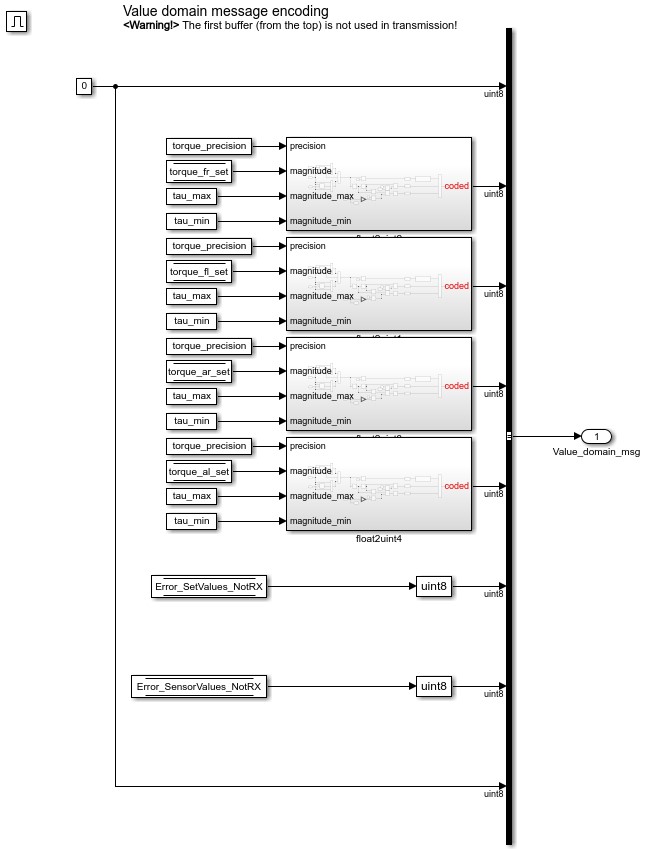 Value domain message encoding
<Warning!> The first buffer (from the top) is not used in transmission!
0
uint8
torque_precision
precision
torque_fr_set
magnitude
tau_max
magnitude_max
coded
uint8
tau_min
magnitude_min
torque_precision
precision
torque_fl_set
magnitude
tau_max
magnitude_max
coded
uint8
tau_min
magnitude_min
torque_precision
precision
torque_ar_set
magnitude
tau_max
magnitude_max
coded
uint8
tau_min
magnitude_min
1
Value_domain_msg
torque_precision
precision
torque_al_set
magnitude
tau_max
magnitude_max
coded
uint8
tau_min
magnitude_min
float2uint4
Error_SetValues_NotRX
uint8
uint8
Error_SensorValues_NotRX
uint8
uint8
uint8